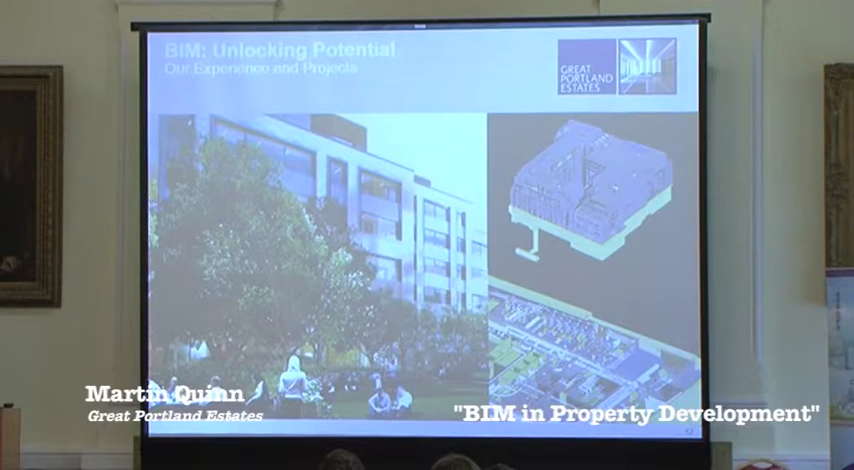 BIM: Unlocking Potential
Our Experience and Projects
GREAT
PORTLAND
ESTATES
Martin Quinn
Great Portland Estates
"BIM in Property Development"
12